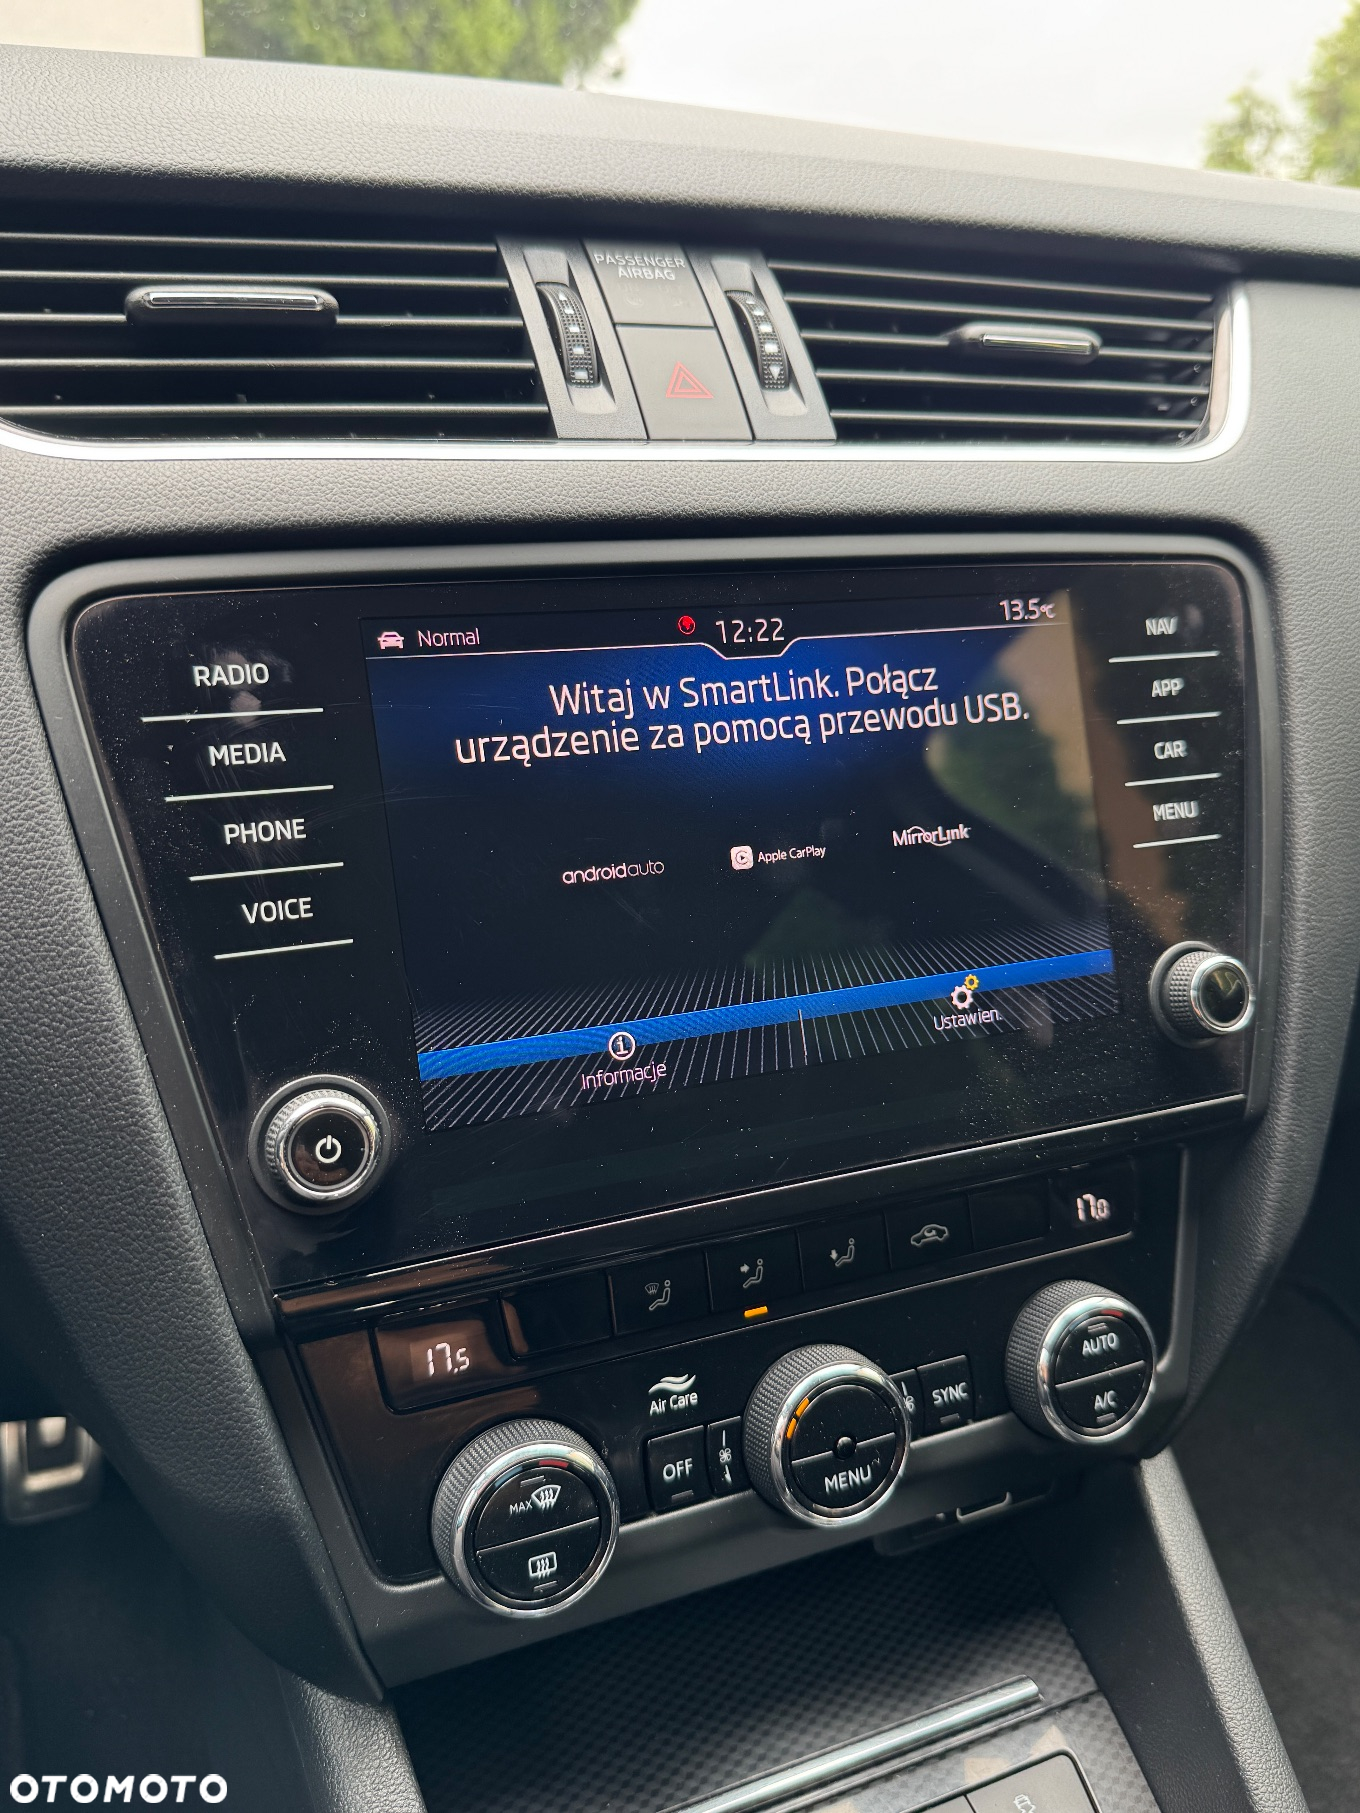 PASSENGER
AIRBAG
Normal
12:22
13.5°C
Witaj w SmartLink. Połącz
urządzenie za pomocą przewodu USB.
androidauto
Apple CarPlay
MirrorLink
Informacje
Ustawien.
RADIO
MEDIA
PHONE
VOICE
NAV
APP
CAR
MENU
17.5
17.0
Air Care
MAX
OFF
MENU
SYNC
AUTO
A/C
OTOMOTO